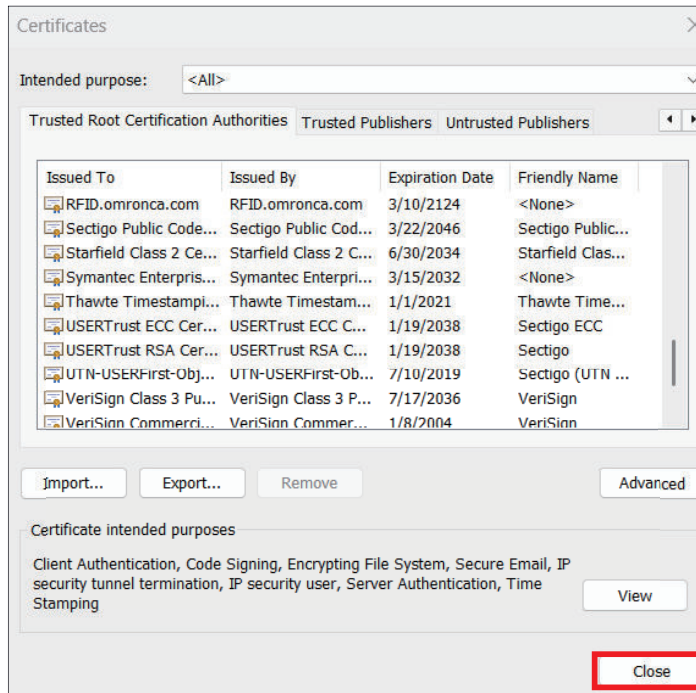 Certificates
Intended purpose: <All>
Trusted Root Certification Authorities Trusted Publishers Untrusted Publishers
Issued To Issued By Expiration Date Friendly Name
RFID.omronca.com RFID.omronca.com 3/10/2124 <None>
Sectigo Public Code... Sectigo Public Cod... 3/22/2046 Sectigo Public...
Starfield Class 2 Ce... Starfield Class 2 C... 6/30/2034 Starfield Clas...
Symantec Enterpris... Symantec Enterpri... 3/15/2032 <None>
Thawte Timestampi... Thawte Timestam... 1/1/2021 Thawte Time...
USERTrust ECC Cer... USERTrust ECC C... 1/19/2038 Sectigo ECC
USERTrust RSA Cer... USERTrust RSA C... 1/19/2038 Sectigo
UTN-USERFirst-Obj... UTN-USERFirst-Ob... 7/10/2019 Sectigo (UTN ...
VeriSign Class 3 Pu... VeriSign Class 3 P... 7/17/2036 VeriSign
VeriSign Commerci... VeriSign Commer... 1/8/2004 VeriSign
Import... Export... Remove Advanced
Certificate intended purposes
Client Authentication, Code Signing, Encrypting File System, Secure Email, IP
security tunnel termination, IP security user, Server Authentication, Time
Stamping
View
Close